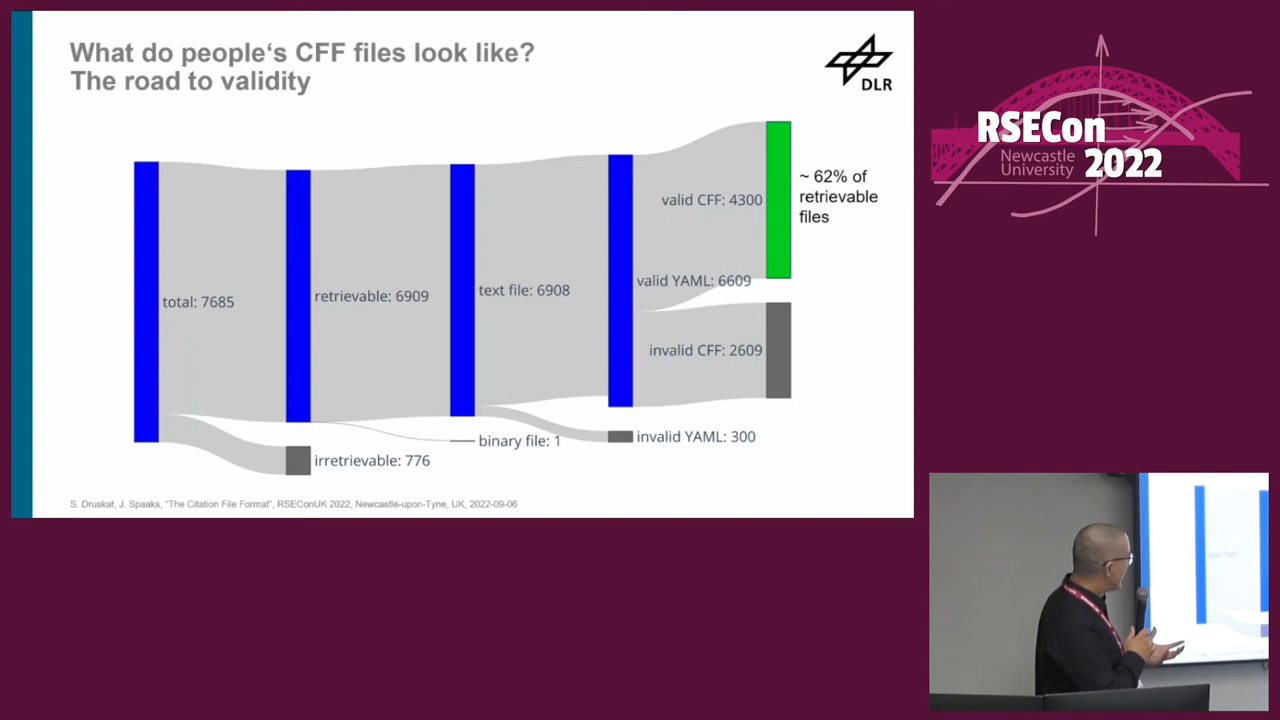 What do people‘s CFF files look like?
The road to validity
DLR
total: 7685
retrievable: 6909
irretrievable: 776
text file: 6908
binary file: 1
valid YAML: 6609
invalid YAML: 300
valid CFF: 4300
invalid CFF: 2609
~ 62% of
retrievable
files
S. Druskat, J. Spaaks, "The Citation File Format", RSEConUK 2022, Newcastle-upon-Tyne, UK, 2022-09-06
RSECon
Newcastle
University
2022